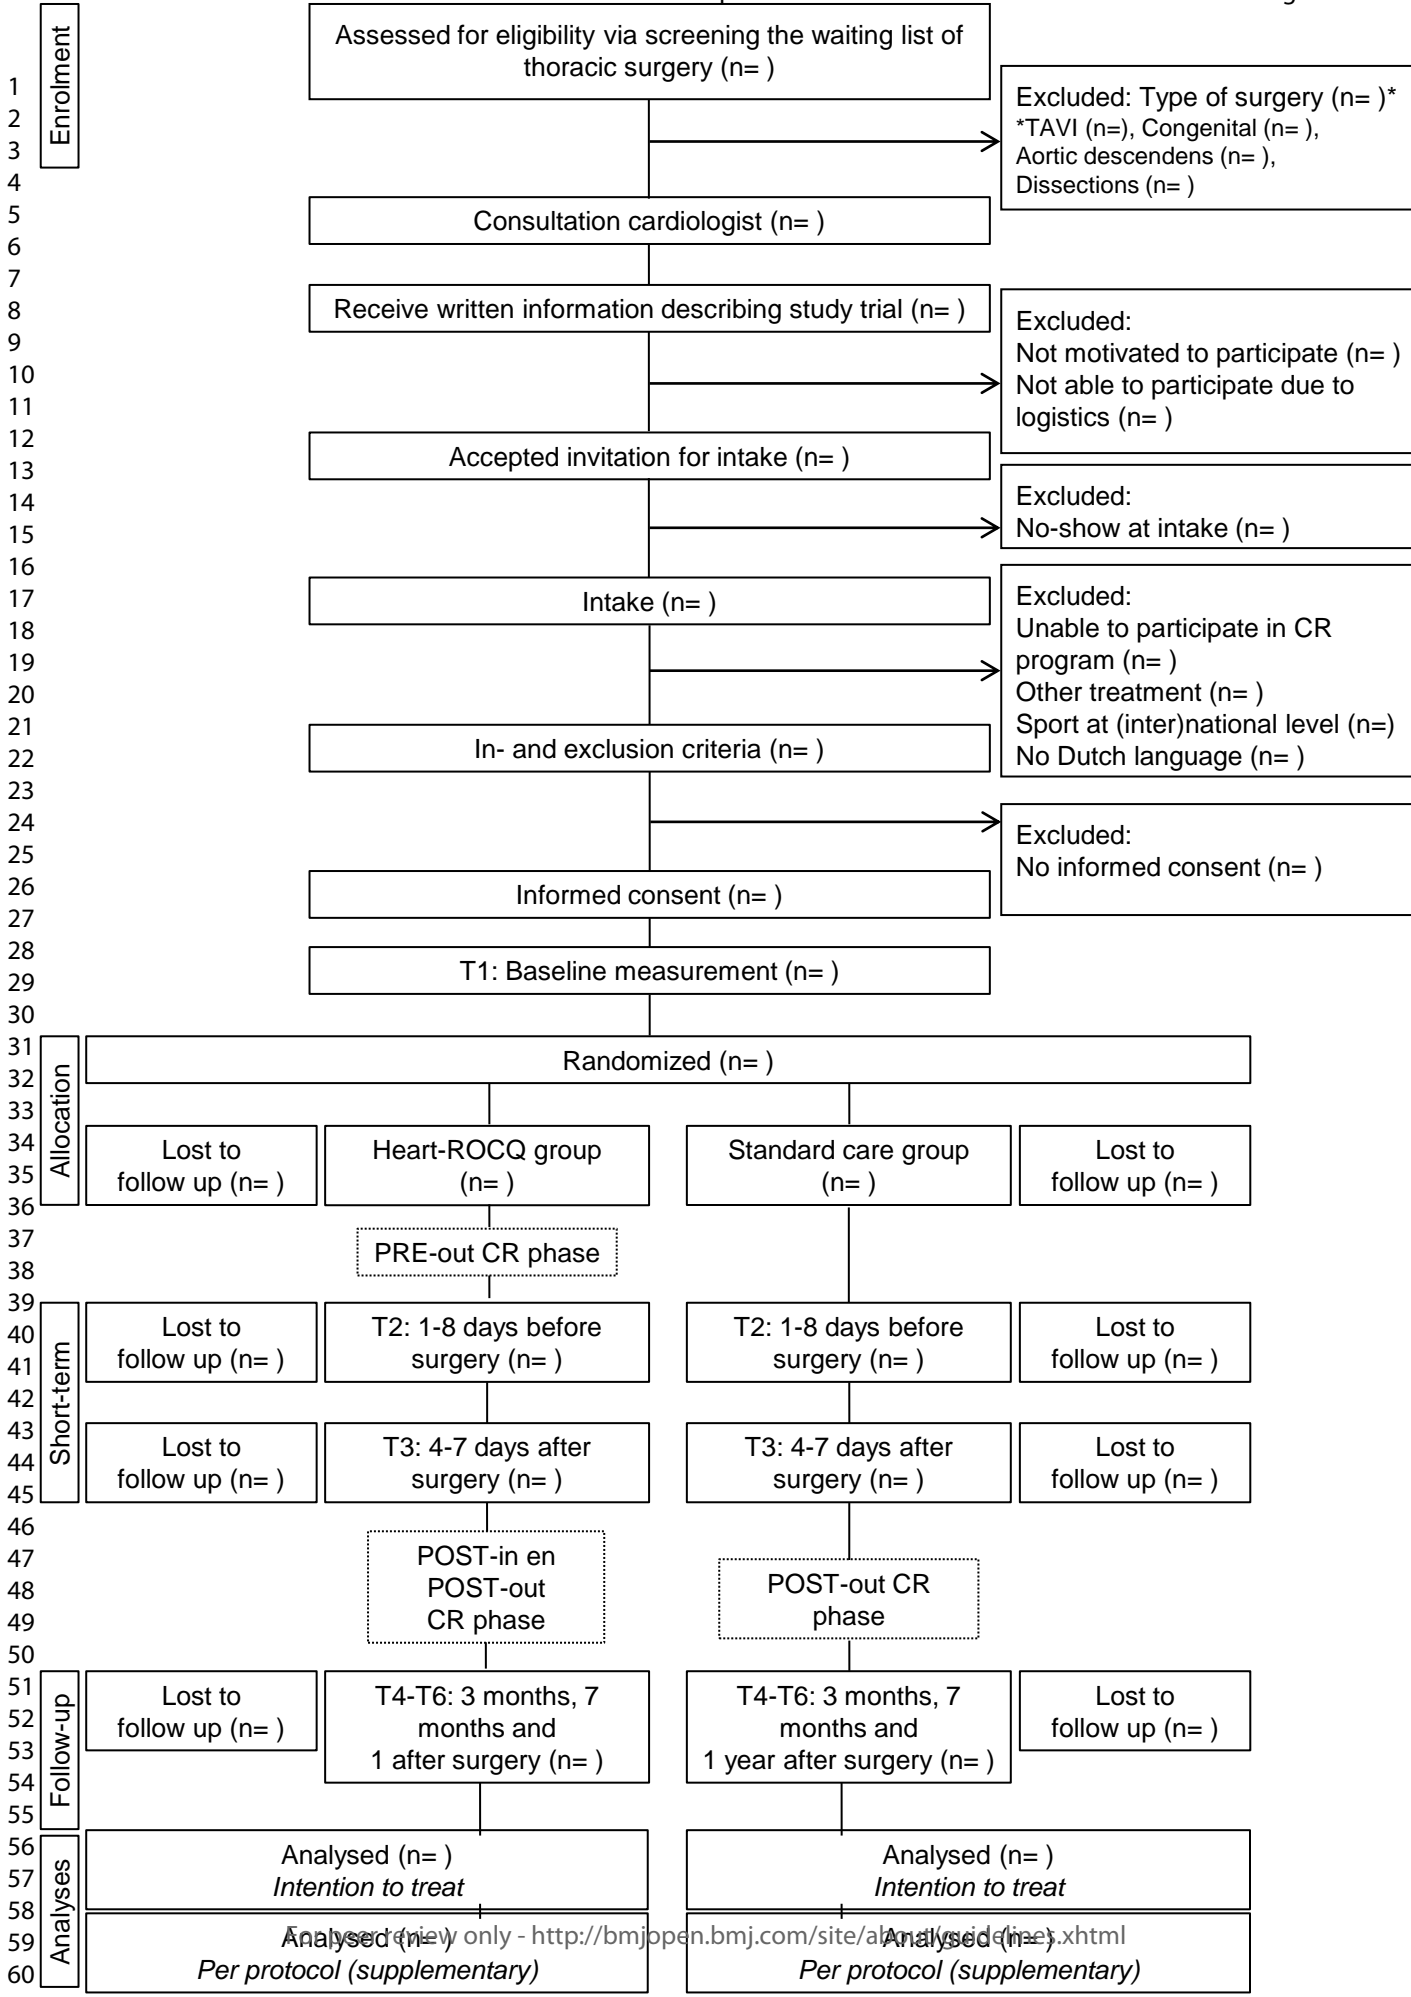 Enrolment
Assessed for eligibility via screening the waiting list of
thoracic surgery (n= )
Excluded: Type of surgery (n= )*
*TAVI (n=), Congenital (n= ),
Aortic descendens (n= ),
Dissections (n= )
Consultation cardiologist (n= )
Receive written information describing study trial (n= )
Excluded:
Not motivated to participate (n= )
Not able to participate due to
logistics (n= )
Accepted invitation for intake (n= )
Excluded:
No-show at intake (n= )
Intake (n= )
Excluded:
Unable to participate in CR
program (n= )
Other treatment (n= )
Sport at (inter)national level (n=)
No Dutch language (n= )
In- and exclusion criteria (n= )
Excluded:
No informed consent (n= )
Informed consent (n= )
T1: Baseline measurement (n= )
Allocation
Randomized (n= )
Lost to
follow up (n= )
Heart-ROCQ group
(n= )
Standard care group
(n= )
Lost to
follow up (n= )
PRE-out CR phase
Short-term
Lost to
follow up (n= )
T2: 1-8 days before
surgery (n= )
T2: 1-8 days before
surgery (n= )
Lost to
follow up (n= )
Lost to
follow up (n= )
T3: 4-7 days after
surgery (n= )
T3: 4-7 days after
surgery (n= )
Lost to
follow up (n= )
POST-in en
POST-out
CR phase
POST-out CR
phase
Follow-up
Lost to
follow up (n= )
T4-T6: 3 months, 7
months and
1 after surgery (n= )
T4-T6: 3 months, 7
months and
1 year after surgery (n= )
Lost to
follow up (n= )
Analyses
Analysed (n= )
Intention to treat
Analysed (n= )
Intention to treat
Analysed (n= )
Per protocol (supplementary)
Analysed (n= )
Per protocol (supplementary)
For peer review only - http://bmjopen.bmj.com/site/about/guidelines.xhtml
1
2
3
4
5
6
7
8
9
10
11
12
13
14
15
16
17
18
19
20
21
22
23
24
25
26
27
28
29
30
31
32
33
34
35
36
37
38
39
40
41
42
43
44
45
46
47
48
49
50
51
52
53
54
55
56
57
58
59
60